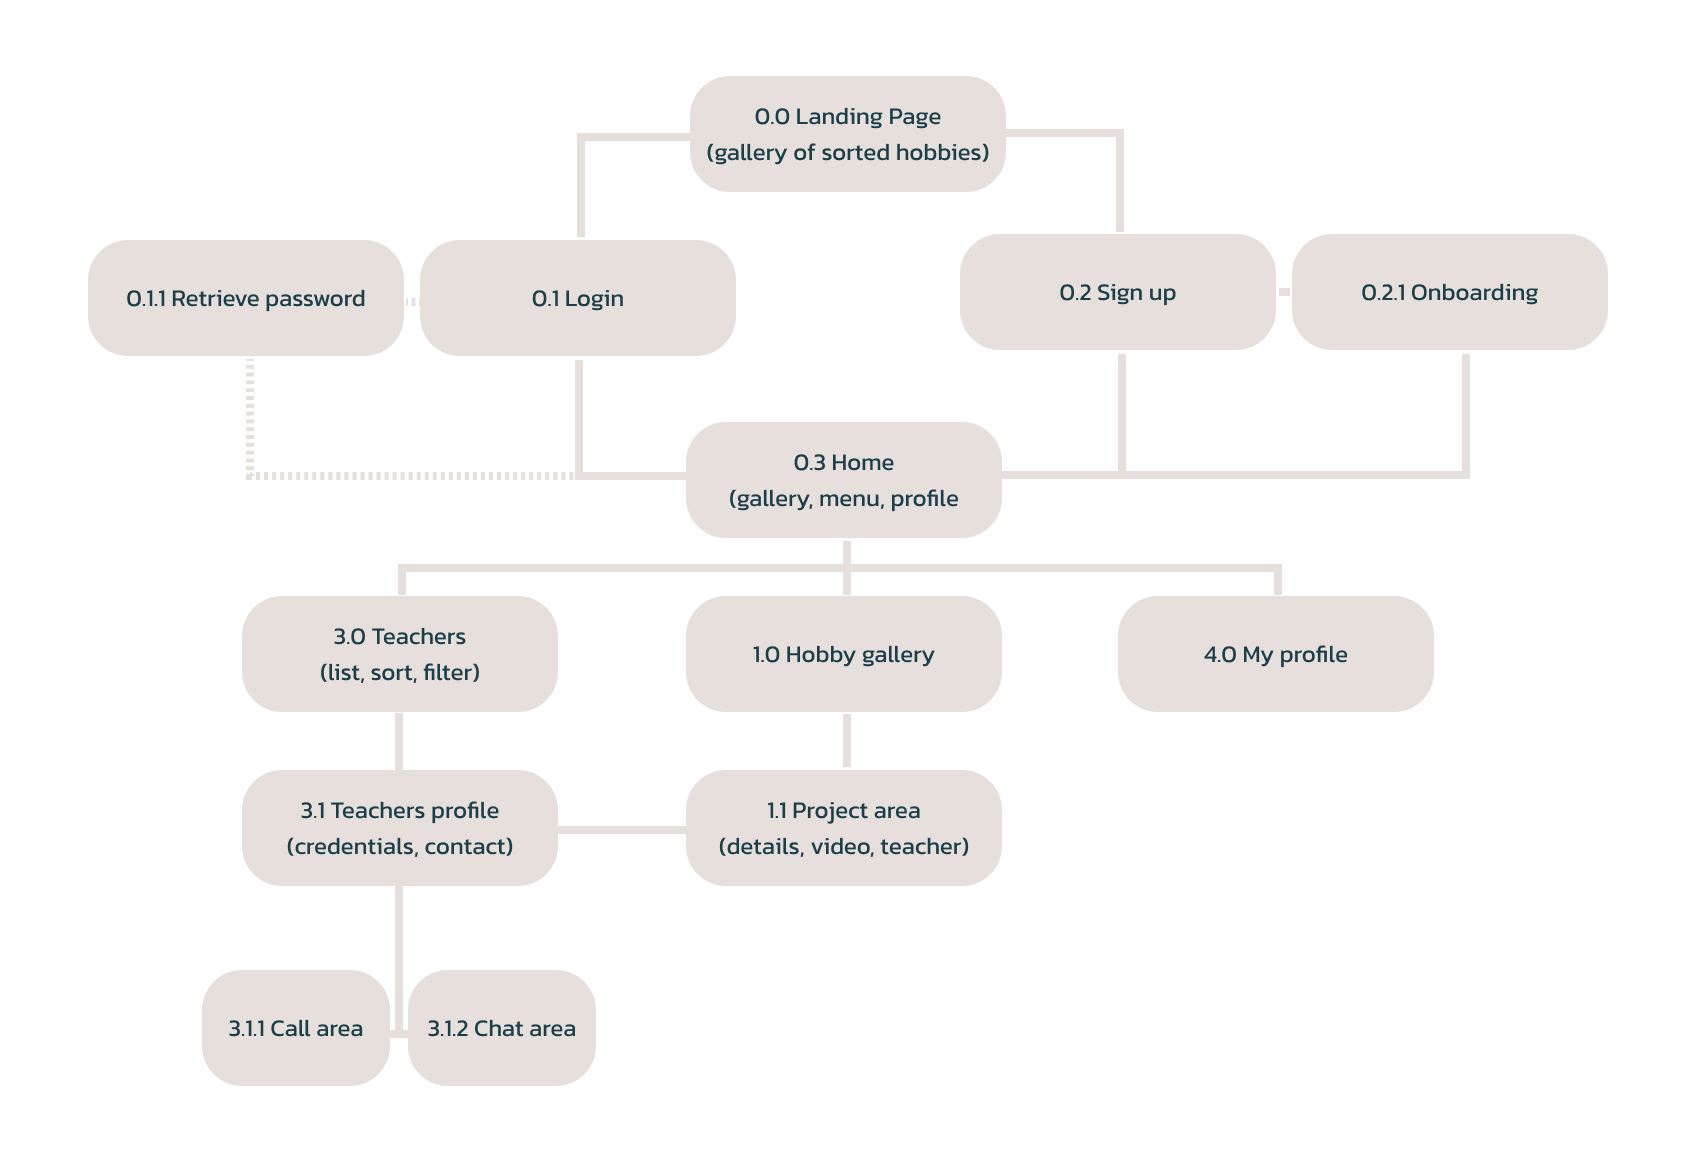 0.0 Landing Page
(gallery of sorted hobbies)
0.1.1 Retrieve password
0.1 Login
0.2 Sign up
0.2.1 Onboarding
0.3 Home
(gallery, menu, profile
3.0 Teachers
(list, sort, filter)
1.0 Hobby gallery
4.0 My profile
3.1 Teachers profile
(credentials, contact)
1.1 Project area
(details, video, teacher)
3.1.1 Call area
3.1.2 Chat area